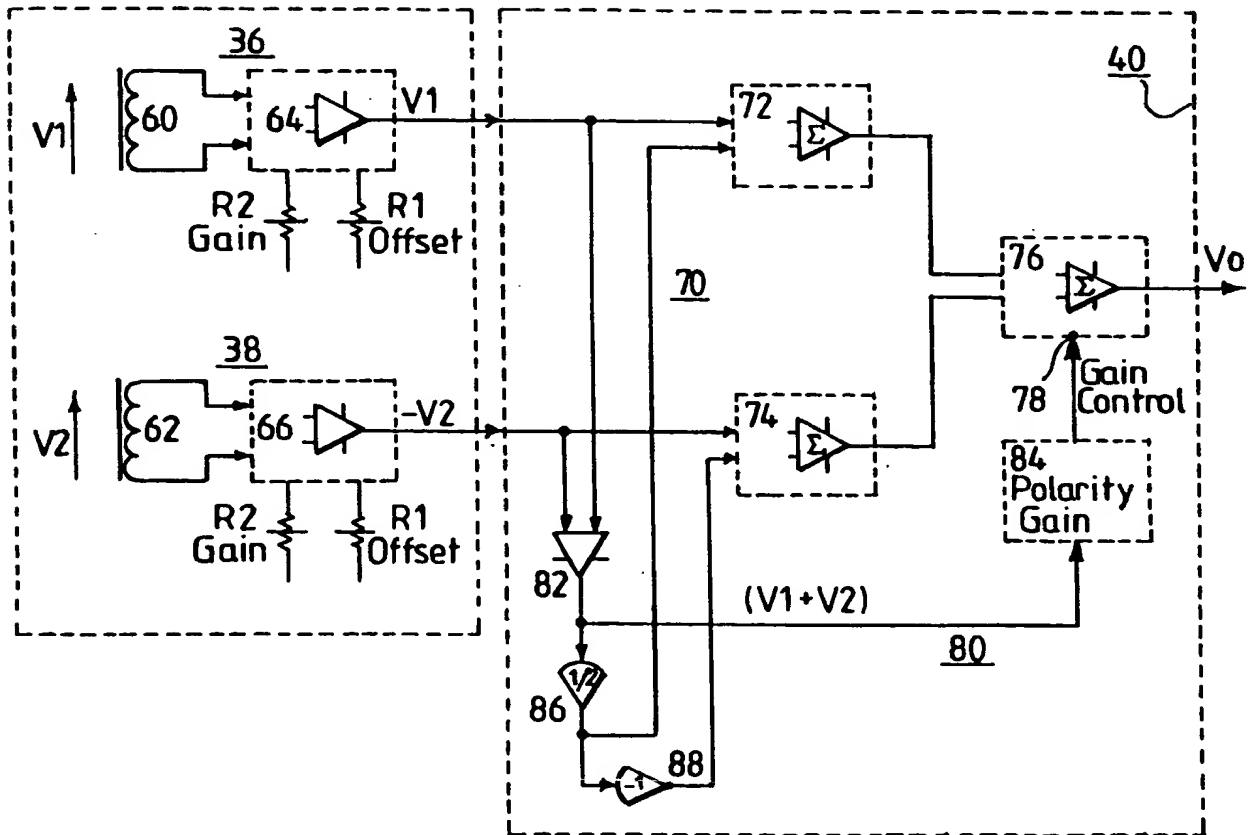 36
V1
60
64
V1
R2
Gain
R1
Offset
38
V2
62
66
-V2
R2
Gain
R1
Offset
40
72
Σ
70
76
Σ
Vo
78
Gain
Control
74
Σ
84
Polarity
Gain
82
(V1+V2)
80
1/2
86
-1
88